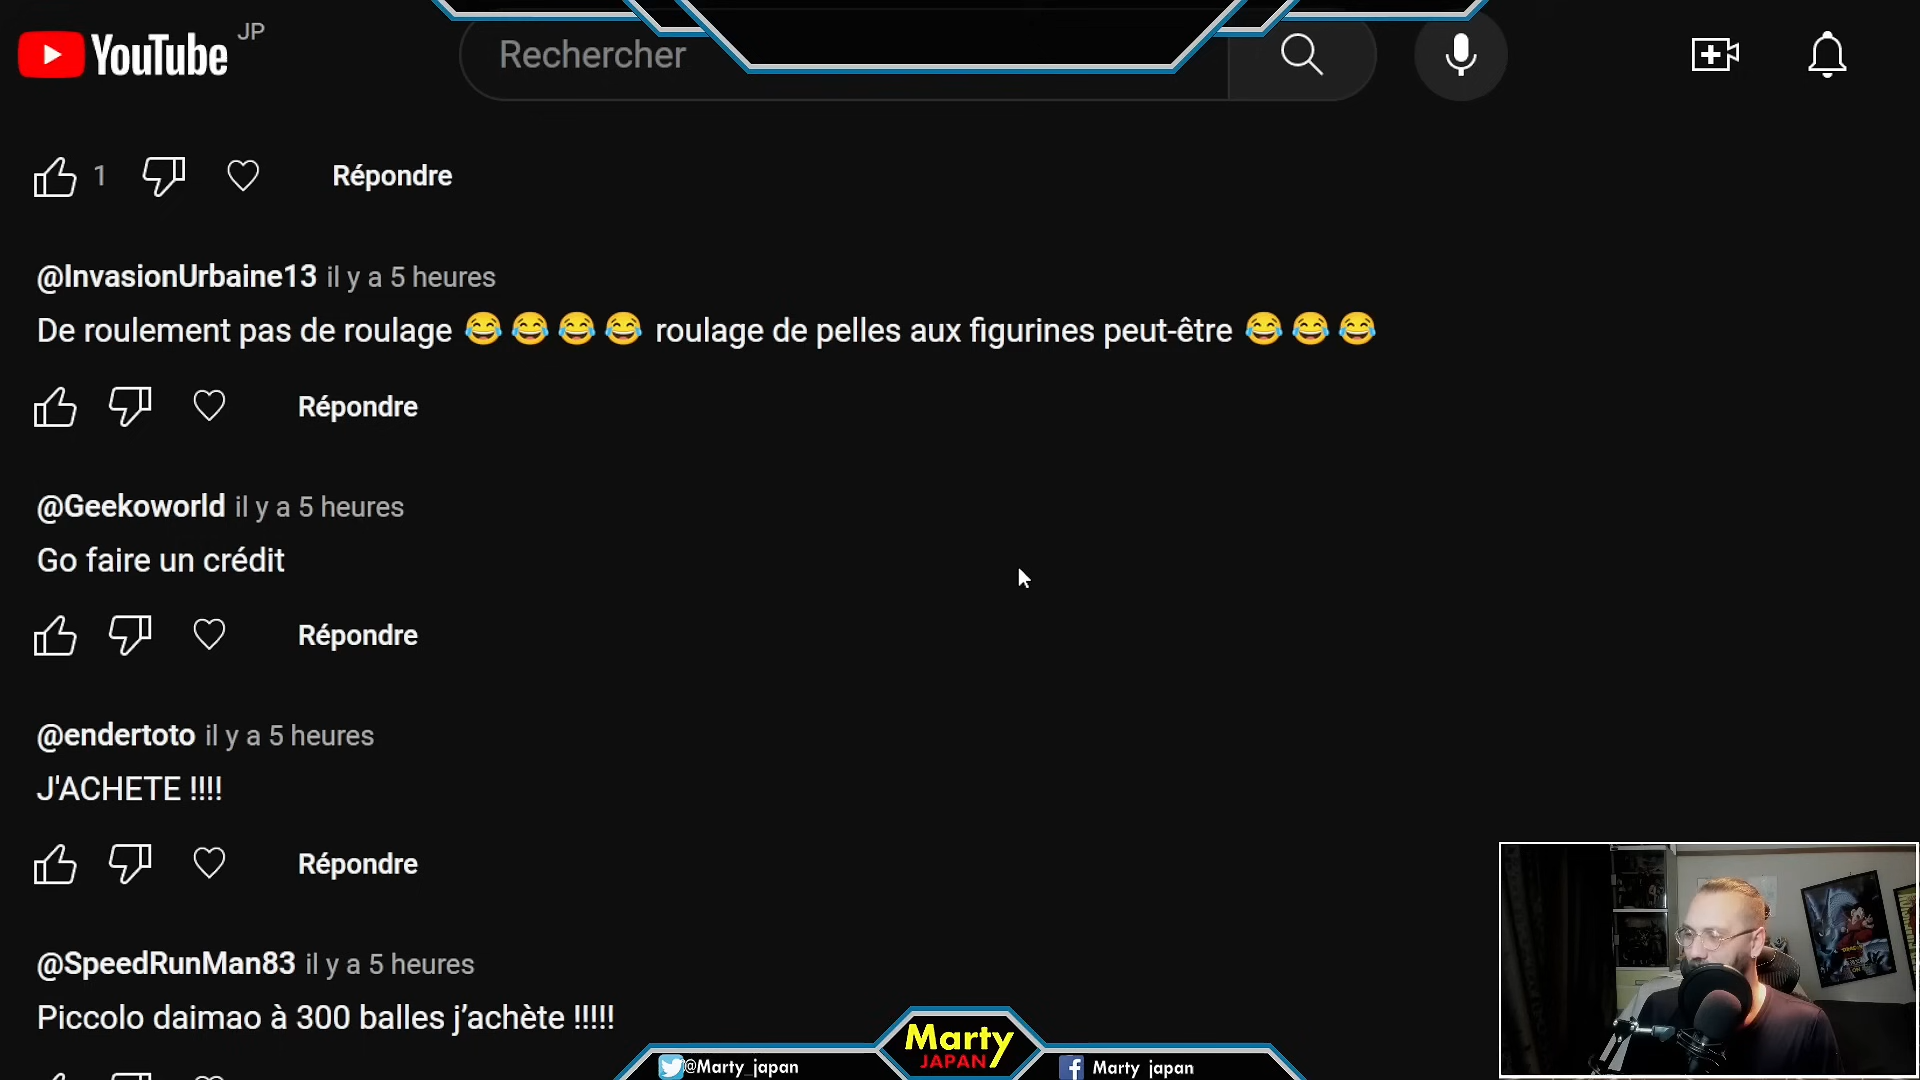 YouTube JP
Rechercher
1 Répondre
@InvasionUrbaine13 il y a 5 heures
De roulement pas de roulage 😂😂😂😂 roulage de pelles aux figurines peut-être 😂😂😂
Répondre
@Geekoworld il y a 5 heures
Go faire un crédit
Répondre
@endertoto il y a 5 heures
J'ACHETE !!!!
Répondre
@SpeedRunMan83 il y a 5 heures
Piccolo daimao à 300 balles j’achète !!!!!
Marty
JAPAN
@Marty_japan
Marty japan